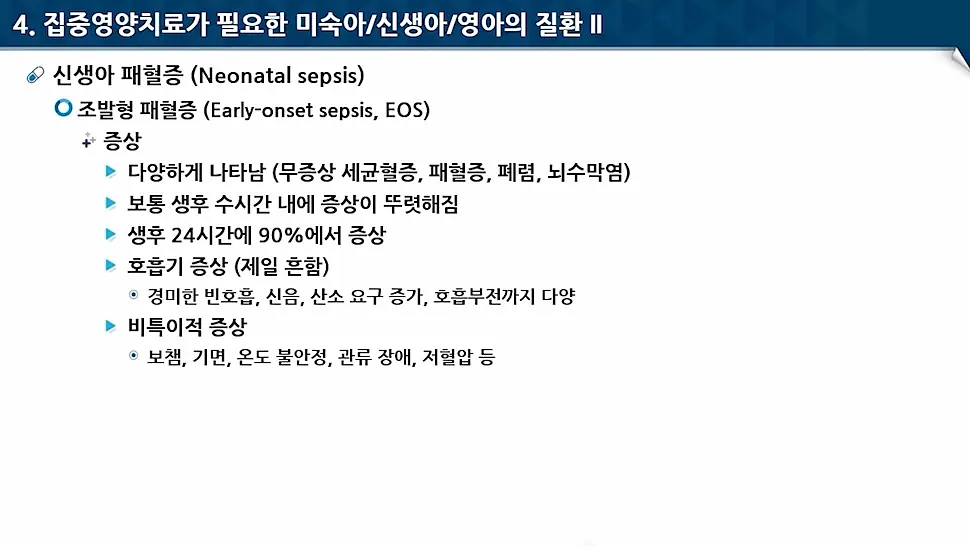 4. 집중영양치료가 필요한 미숙아/신생아/영아의 질환 II
신생아 패혈증 (Neonatal sepsis)
조발형 패혈증 (Early-onset sepsis, EOS)
증상
다양하게 나타남 (무증상 세균혈증, 패혈증, 폐렴, 뇌수막염)
보통 생후 수시간 내에 증상이 뚜렷해짐
생후 24시간에 90%에서 증상
호흡기 증상 (제일 흔함)
경미한 빈호흡, 신음, 산소 요구 증가, 호흡부전까지 다양
비특이적 증상
보챔, 기면, 온도 불안정, 관류 장애, 저혈압 등